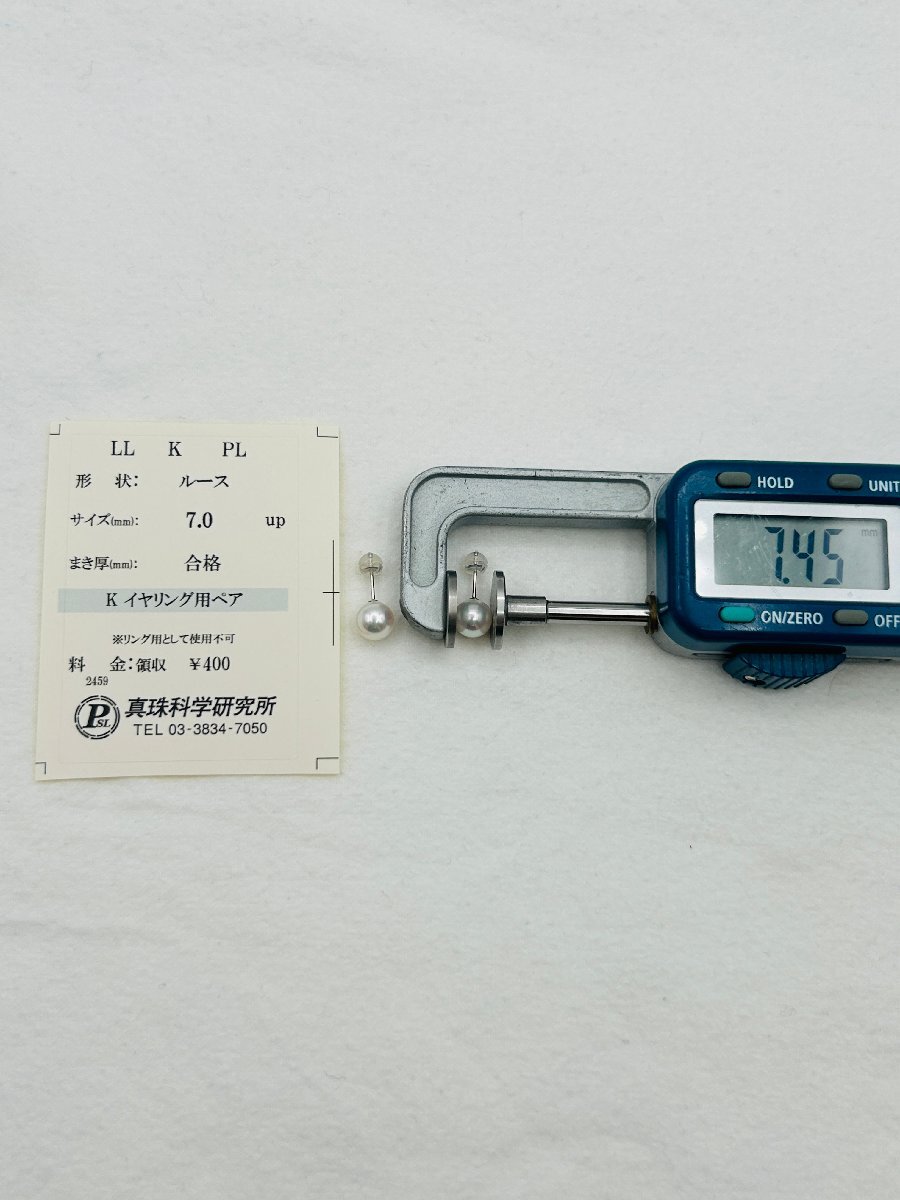 LL K PL
形 状: ルース
サイズ(mm): 7.0 up
まき厚(mm): 合格
K イヤリング用ペア
※リング用として使用不可
料 金:領収 ¥400
2459
PSL 真珠科学研究所
TEL 03-3834-7050
HOLD UNIT
7.45 mm
ON/ZERO OFF